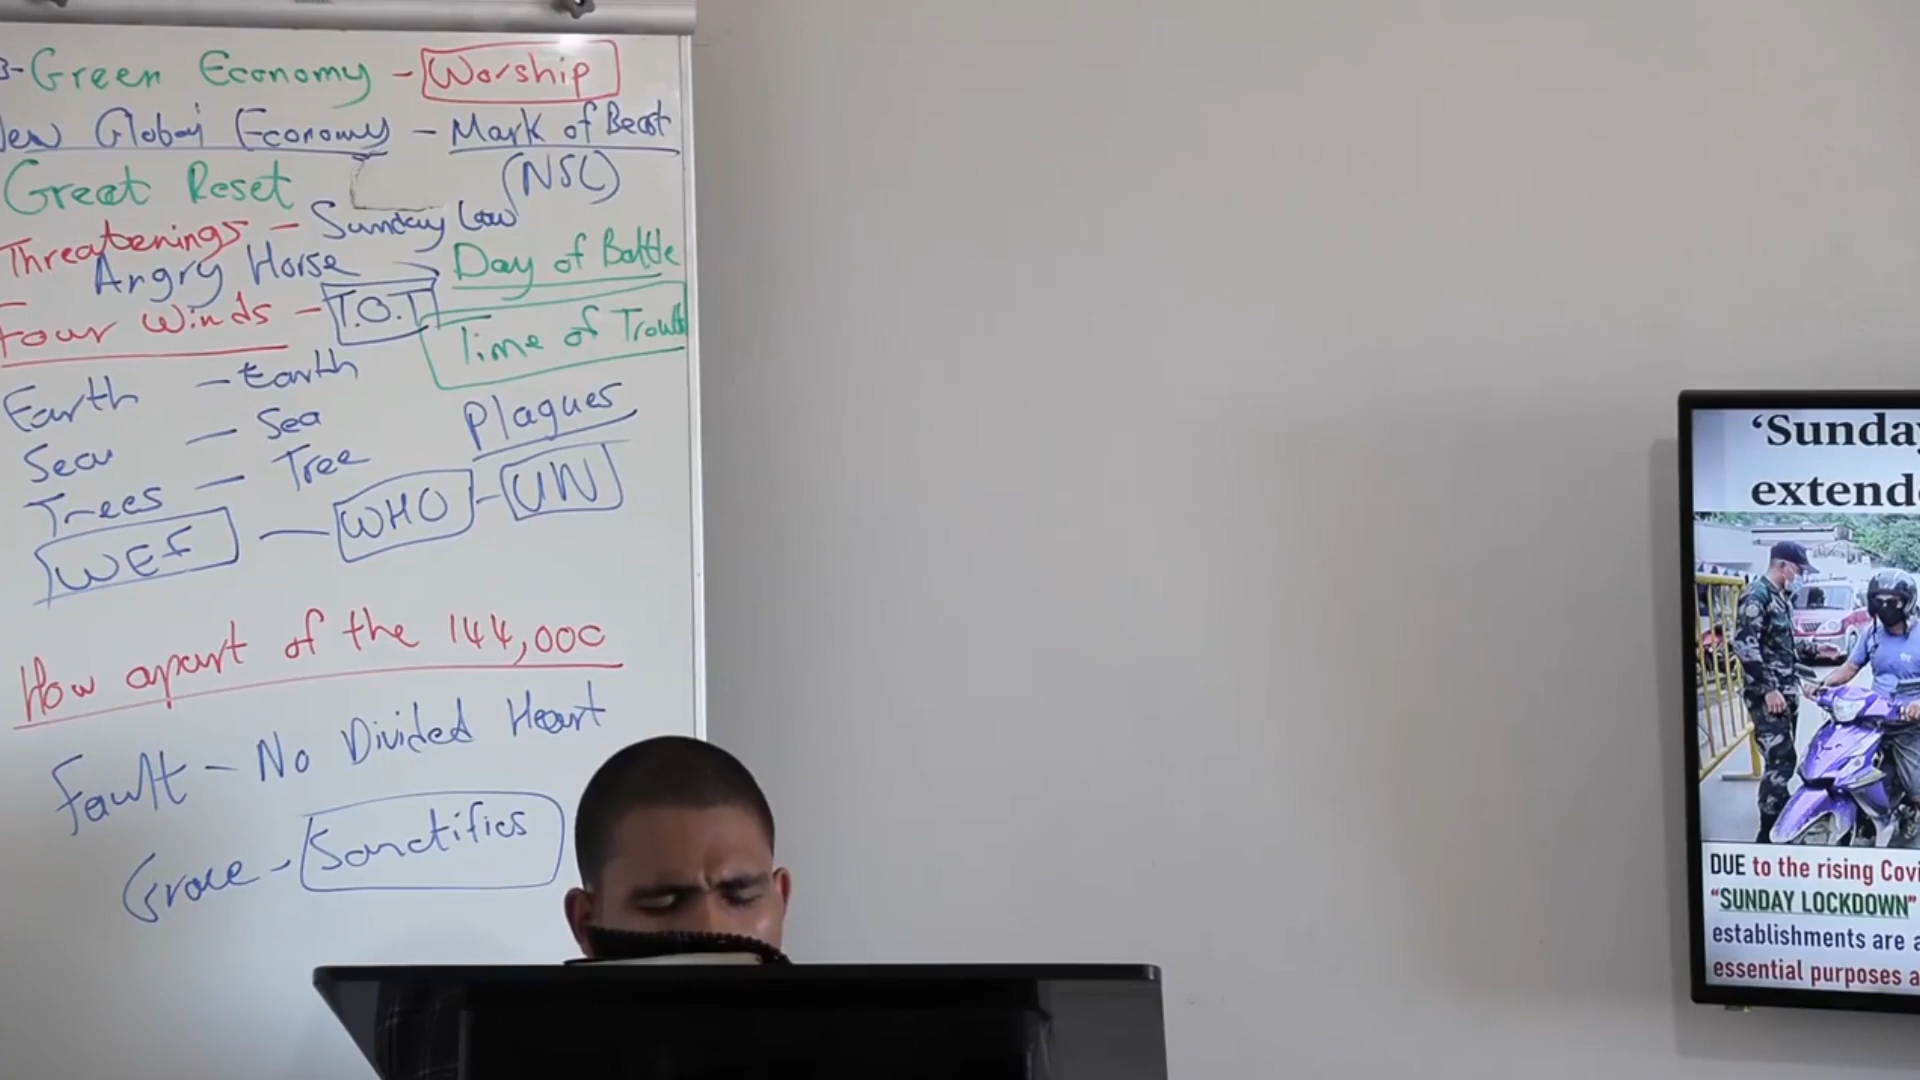 3-Green Economy - Worship
New Global Economy - Mark of Beast
(NSL)
Great Reset
Threatenings - Sunday Law
Angry Horse
Day of Battle
Four Winds - T.O.T
Time of Trouble
Earth - Earth
Sea - Sea
Trees - Tree
Plagues
WEF - WHO - UN
How apart of the 144,000
Fault - No Divided Heart
Grace - Sanctifies
‘Sunday
extend
DUE to the rising Covi
“SUNDAY LOCKDOWN”
establishments are a
essential purposes a